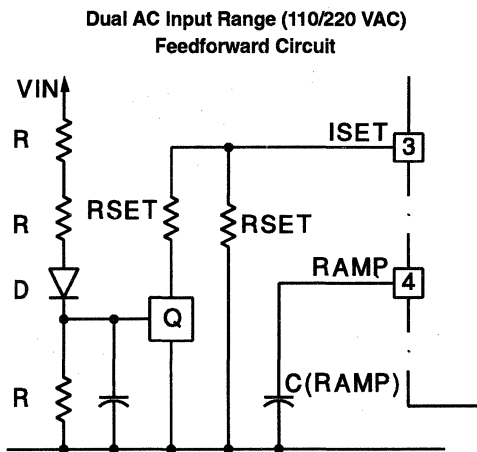 Dual AC Input Range (110/220 VAC)
Feedforward Circuit
VIN
ISET
3
R
R
RSET
RSET
RAMP
4
D
Q
R
C(RAMP)